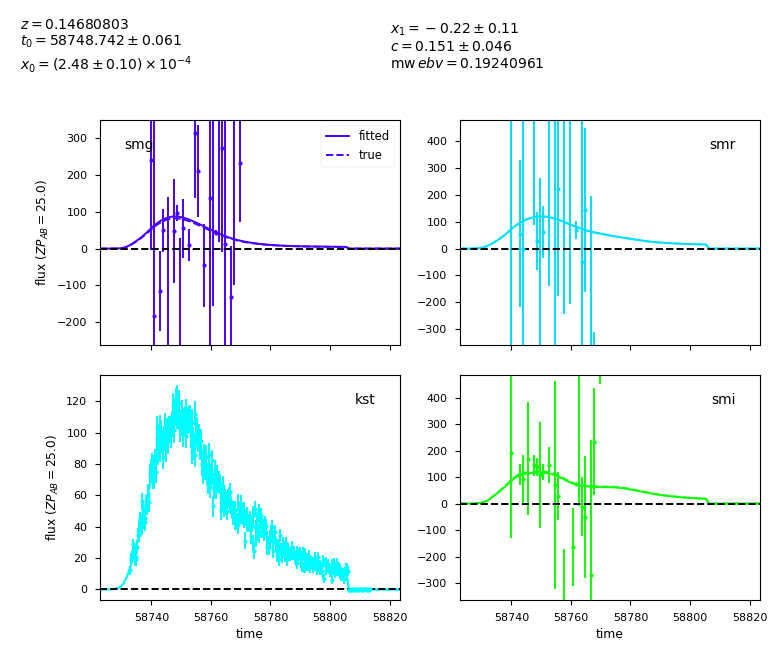 z = 0.14680803
t₀ = 58748.742 ± 0.061
x₀ = (2.48 ± 0.10) × 10⁻⁴
x₁ = −0.22 ± 0.11
c = 0.151 ± 0.046
mw ebv = 0.19240961
smg
fitted
true
300
200
100
0
−100
−200
flux (ZP_AB = 25.0)
smr
400
300
200
100
0
−100
−200
−300
kst
120
100
80
60
40
20
0
flux (ZP_AB = 25.0)
58740 58760 58780 58800 58820
time
smi
400
300
200
100
0
−100
−200
−300
58740 58760 58780 58800 58820
time